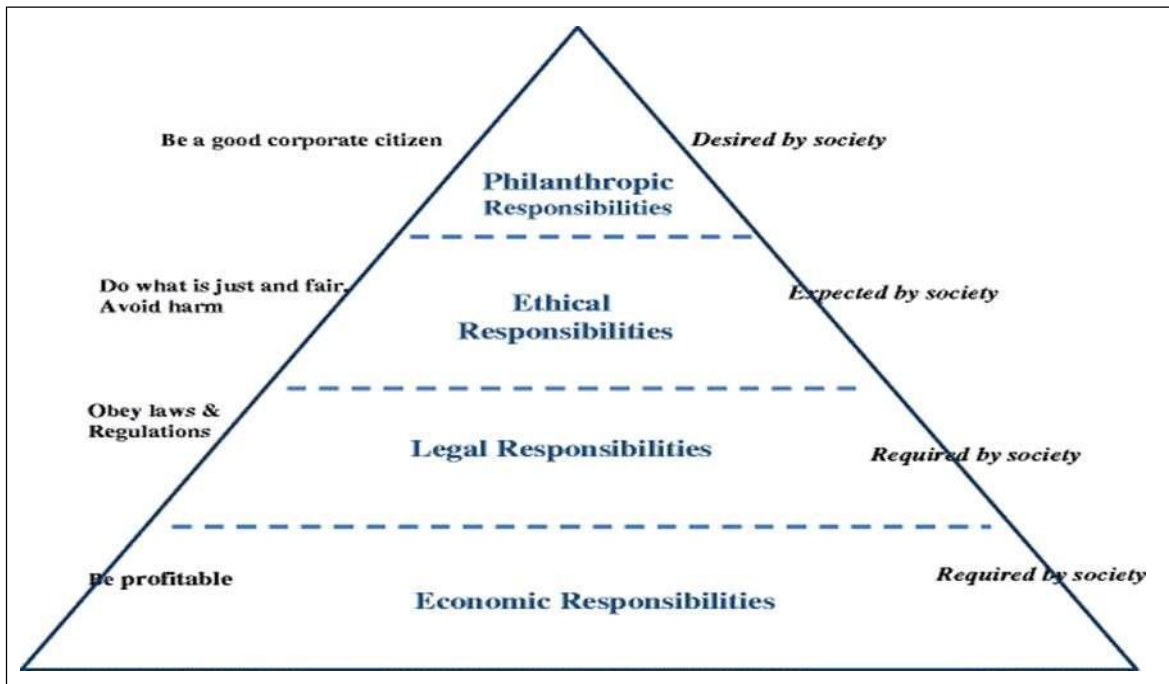 Be a good corporate citizen
Desired by society
Philanthropic
Responsibilities
Do what is just and fair,
Avoid harm
Expected by society
Ethical
Responsibilities
Obey laws &
Regulations
Legal Responsibilities
Required by society
Be profitable
Required by society
Economic Responsibilities